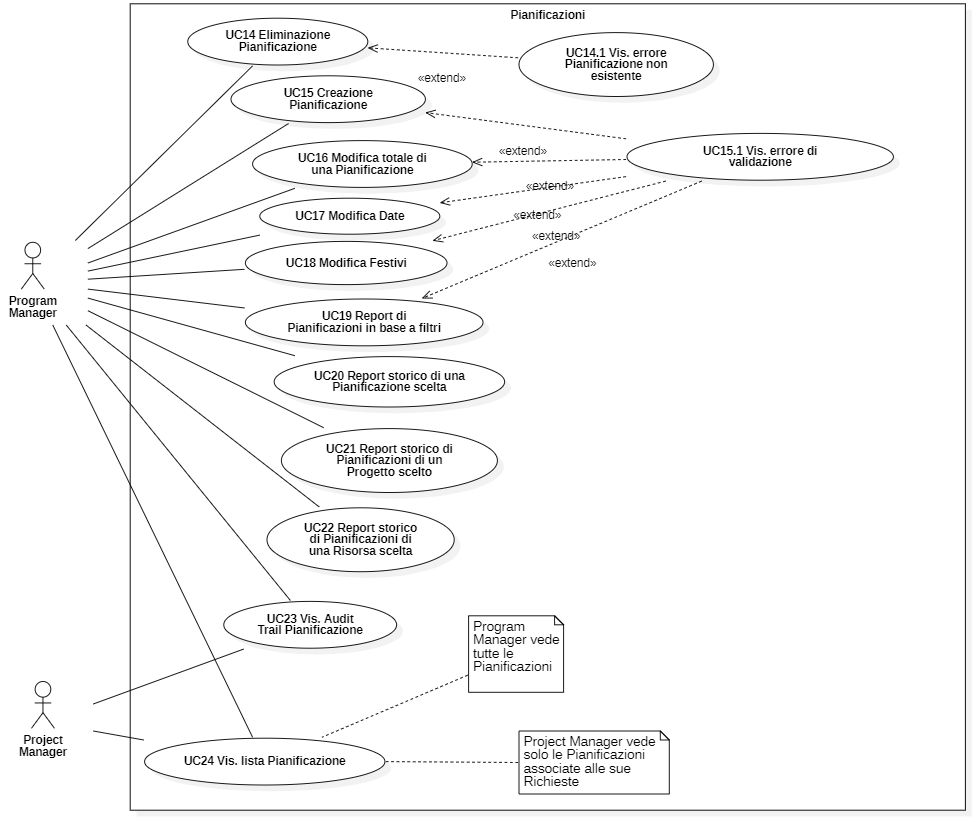 Pianificazioni
UC14 Eliminazione
Pianificazione
UC14.1 Vis. errore
Pianificazione non
esistente
«extend»
UC15 Creazione
Pianificazione
UC15.1 Vis. errore di
validazione
«extend»
UC16 Modifica totale di
una Pianificazione
«extend»
UC17 Modifica Date
«extend»
«extend»
UC18 Modifica Festivi
«extend»
Program
Manager
UC19 Report di
Pianificazioni in base a filtri
UC20 Report storico di una
Pianificazione scelta
UC21 Report storico di
Pianificazioni di un
Progetto scelto
UC22 Report storico
di Pianificazioni di
una Risorsa scelta
UC23 Vis. Audit
Trail Pianificazione
Program
Manager vede
tutte le
Pianificazioni
Project
Manager
UC24 Vis. lista Pianificazione
Project Manager vede
solo le Pianificazioni
associate alle sue
Richieste